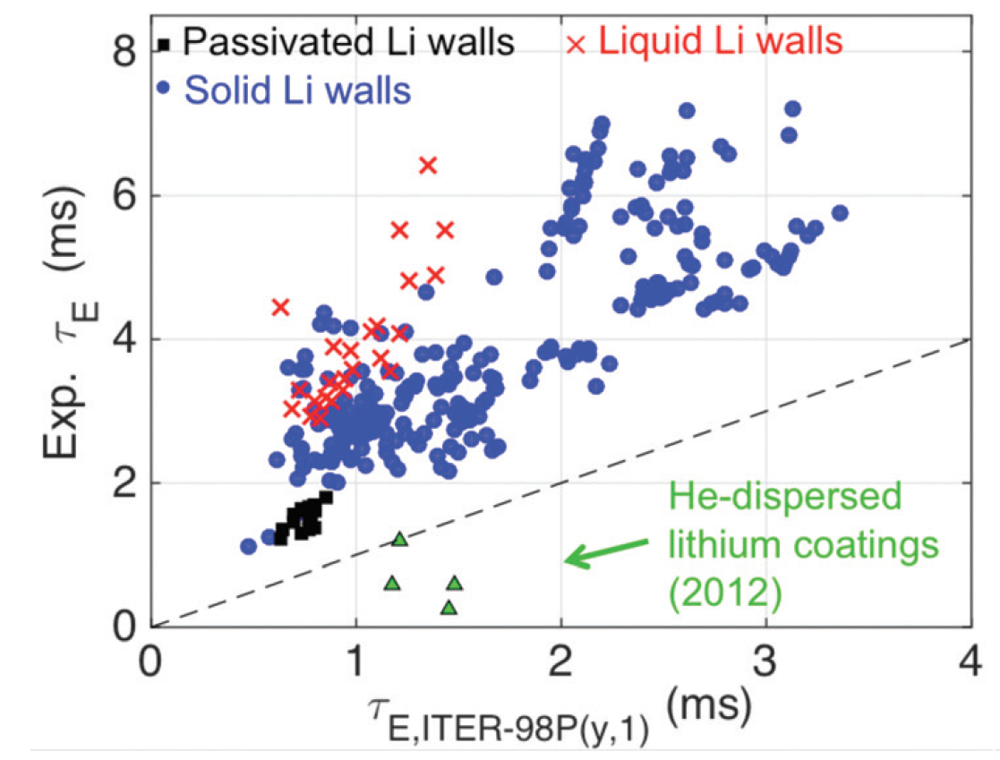 8
Passivated Li walls
Liquid Li walls
Solid Li walls
6
Exp. τE (ms)
4
2
He-dispersed
lithium coatings
(2012)
0
0 1 2 3 4
τE,ITER-98P(y,1) (ms)